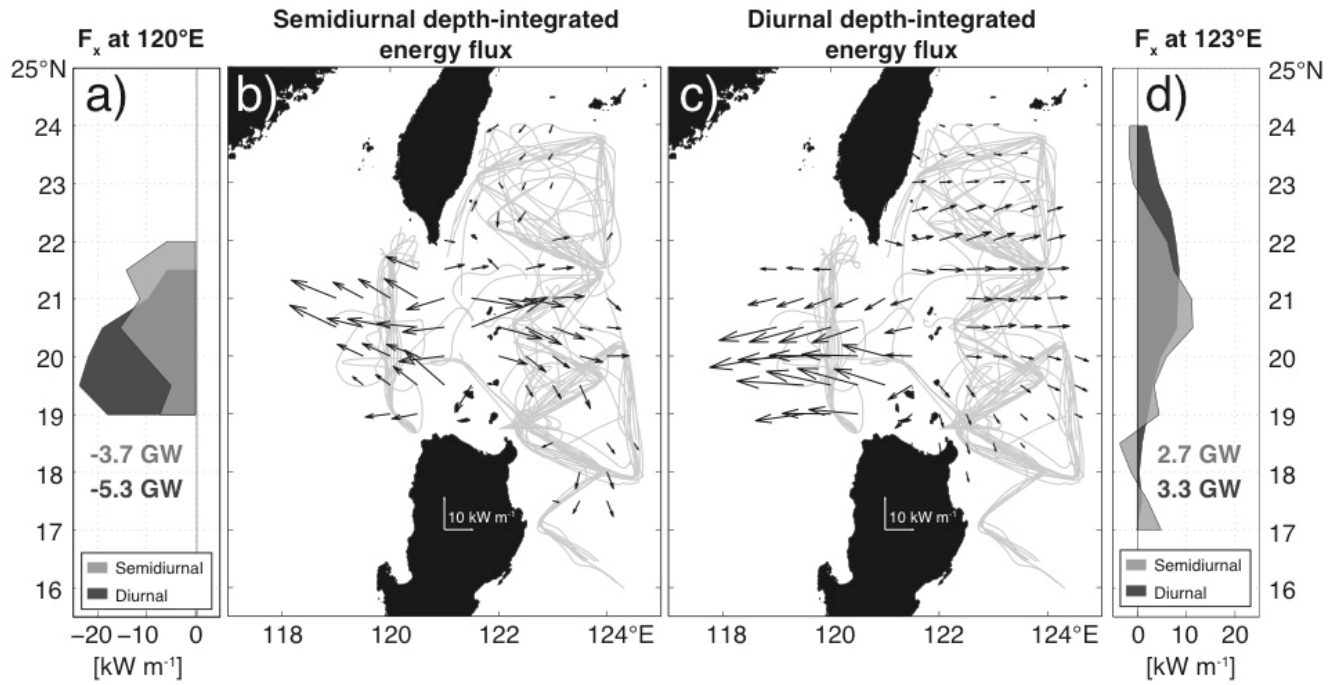 F_x at 120°E
Semidiurnal depth-integrated
energy flux
Diurnal depth-integrated
energy flux
F_x at 123°E
a)
b)
c)
d)
25°N
24
23
22
21
20
19
18
17
16
-3.7 GW
-5.3 GW
Semidiurnal
Diurnal
−20 −10 0
[kW m⁻¹]
10 kW m⁻¹
118 120 122 124°E
10 kW m⁻¹
118 120 122 124°E
2.7 GW
3.3 GW
Semidiurnal
Diurnal
0 10 20
[kW m⁻¹]
25°N
24
23
22
21
20
19
18
17
16